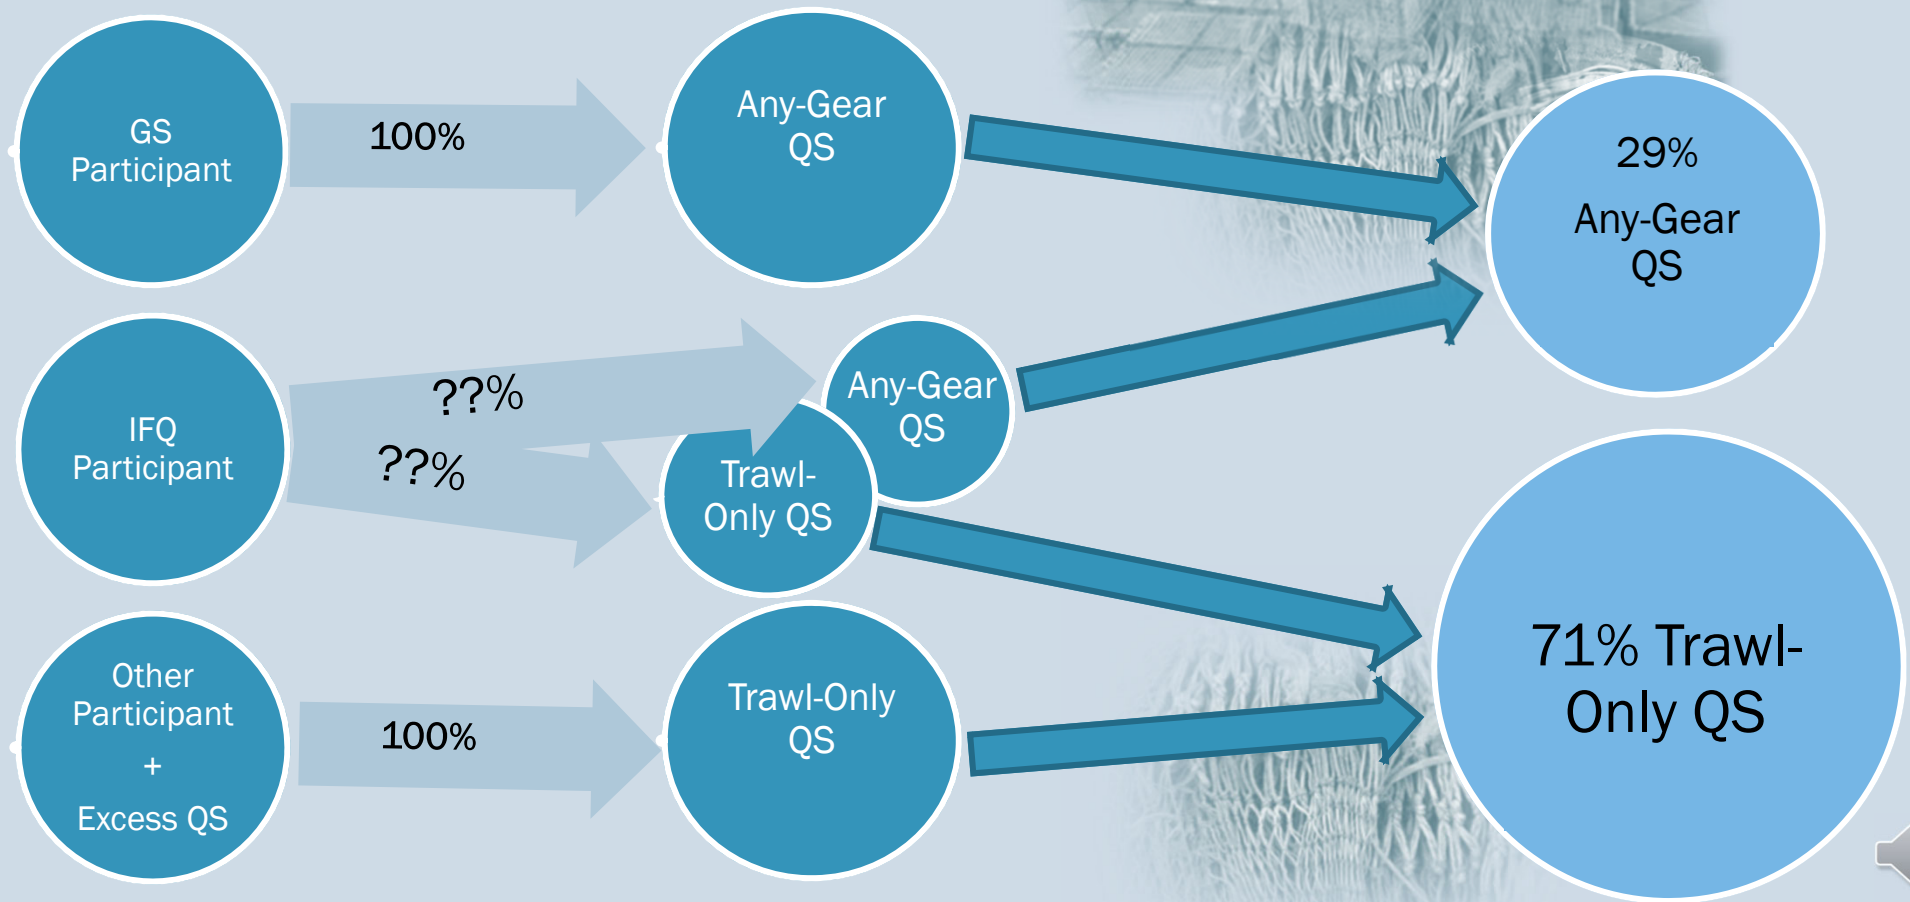 GS
Participant
100%
Any-Gear
QS
29%
Any-Gear
QS
IFQ
Participant
??%
??%
Any-Gear
QS
Trawl-
Only QS
71% Trawl-
Only QS
Other
Participant
+
Excess QS
100%
Trawl-Only
QS